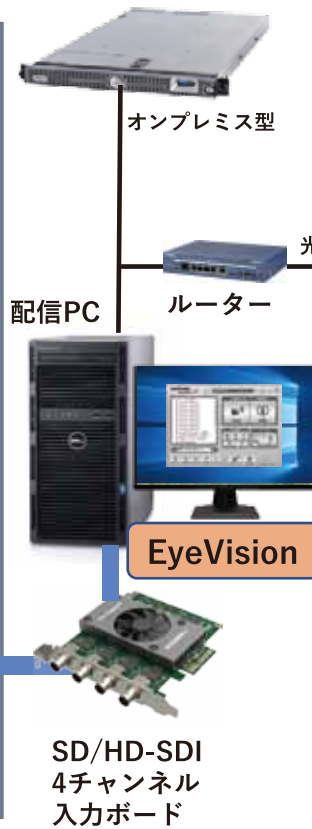 オンプレミス型
光
ルーター
配信PC
EyeVision
SD/HD-SDI
4チャンネル
入力ボード